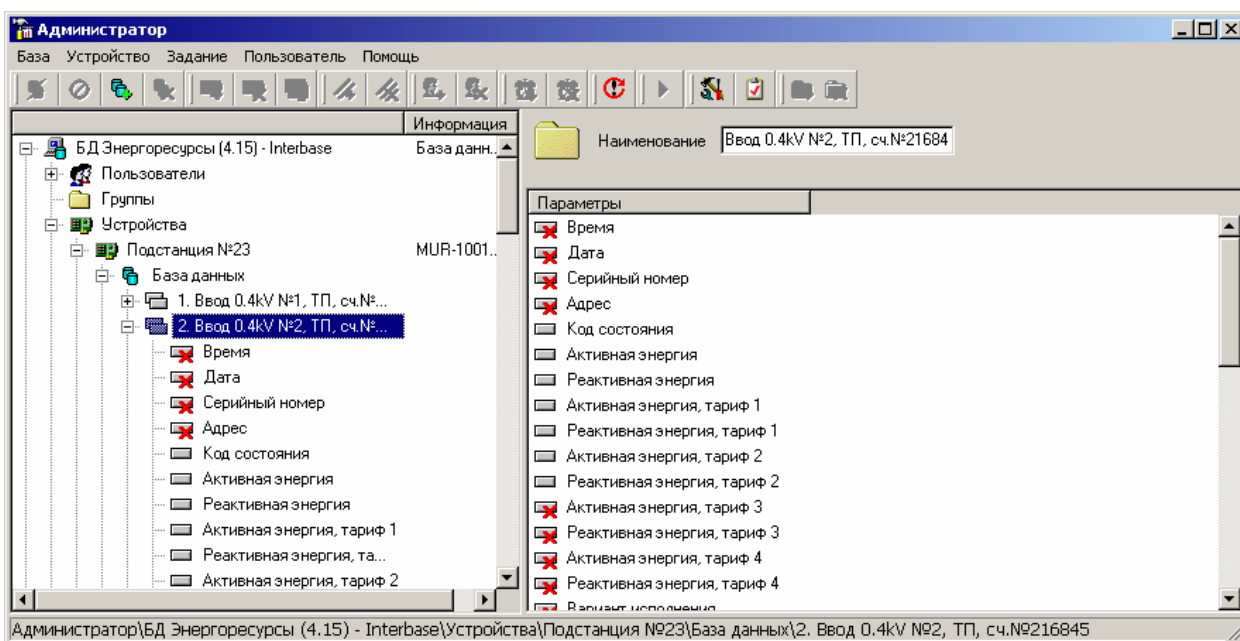 Администратор
База Устройство Задание Пользователь Помощь
Информация
БД Энергоресурсы (4.15) - Interbase База данн...
Пользователи
Группы
Устройства
Подстанция №23 MUR-1001...
База данных
1. Ввод 0.4kV №1, ТП, сч.№...
2. Ввод 0.4kV №2, ТП, сч.№...
Время
Дата
Серийный номер
Адрес
Код состояния
Активная энергия
Реактивная энергия
Активная энергия, тариф 1
Реактивная энергия, та...
Активная энергия, тариф 2
Наименование Ввод 0.4kV №2, ТП, сч.№21684
Параметры
Время
Дата
Серийный номер
Адрес
Код состояния
Активная энергия
Реактивная энергия
Активная энергия, тариф 1
Реактивная энергия, тариф 1
Активная энергия, тариф 2
Реактивная энергия, тариф 2
Активная энергия, тариф 3
Реактивная энергия, тариф 3
Активная энергия, тариф 4
Реактивная энергия, тариф 4
Вариант исполнения
Администратор\БД Энергоресурсы (4.15) - Interbase\Устройства\Подстанция №23\База данных\2. Ввод 0.4kV №2, ТП, сч.№216845